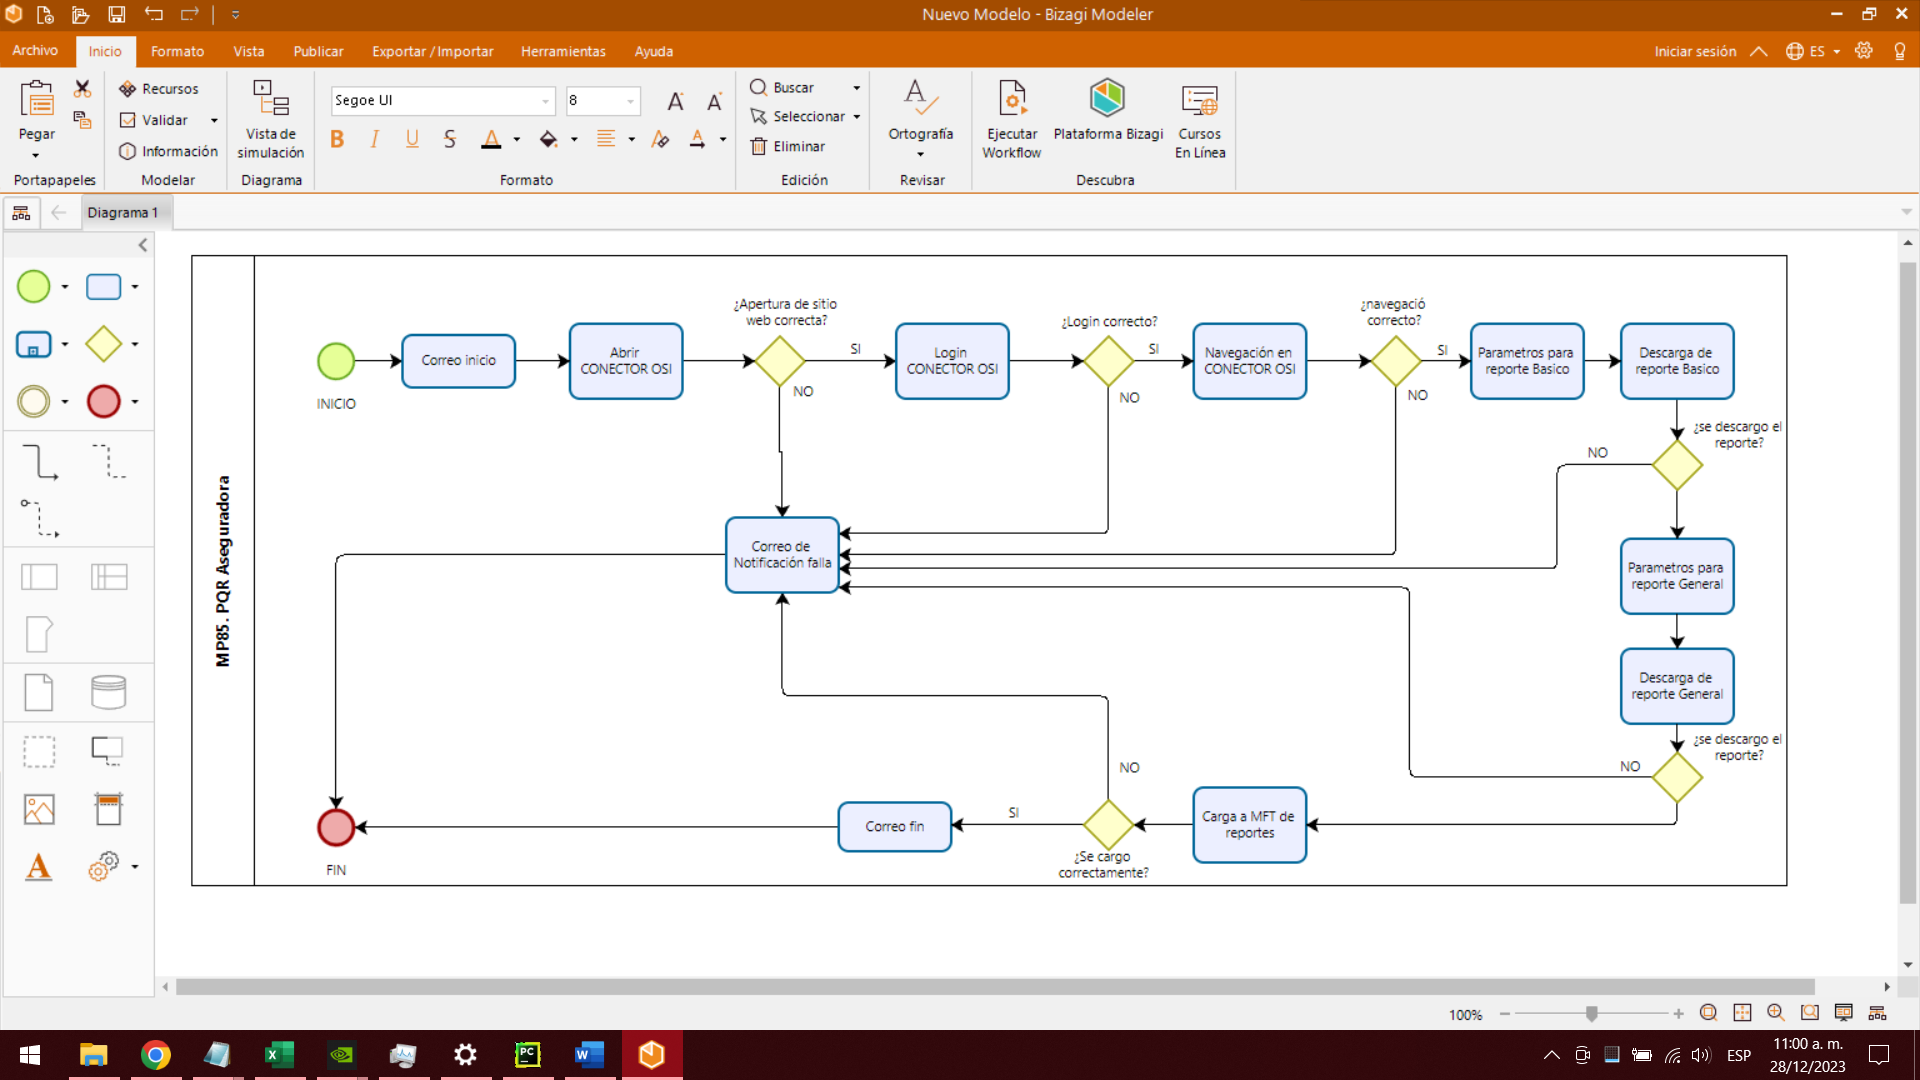 Nuevo Modelo - Bizagi Modeler
Archivo
Inicio
Formato
Vista
Publicar
Exportar / Importar
Herramientas
Ayuda
Iniciar sesión
ES
Pegar
Portapapeles
Recursos
Validar
Información
Modelar
Vista de
simulación
Diagrama
Segoe UI
8
Formato
Buscar
Seleccionar
Eliminar
Edición
Ortografía
Revisar
Ejecutar
Workflow
Plataforma Bizagi
Cursos
En Línea
Descubra
Diagrama 1
MP85. PQR Aseguradora
INICIO
Correo inicio
Abrir
CONECTOR OSI
¿Apertura de sitio
web correcta?
SI
NO
Login
CONECTOR OSI
¿Login correcto?
SI
NO
Navegación en
CONECTOR OSI
¿navegació
correcto?
SI
NO
Parametros para
reporte Basico
Descarga de
reporte Basico
¿se descargo el
reporte?
NO
Correo de
Notificación falla
Parametros para
reporte General
Descarga de
reporte General
¿se descargo el
reporte?
NO
Carga a MFT de
reportes
NO
¿Se cargo
correctamente?
SI
Correo fin
FIN
100%
ESP
11:00 a. m.
28/12/2023